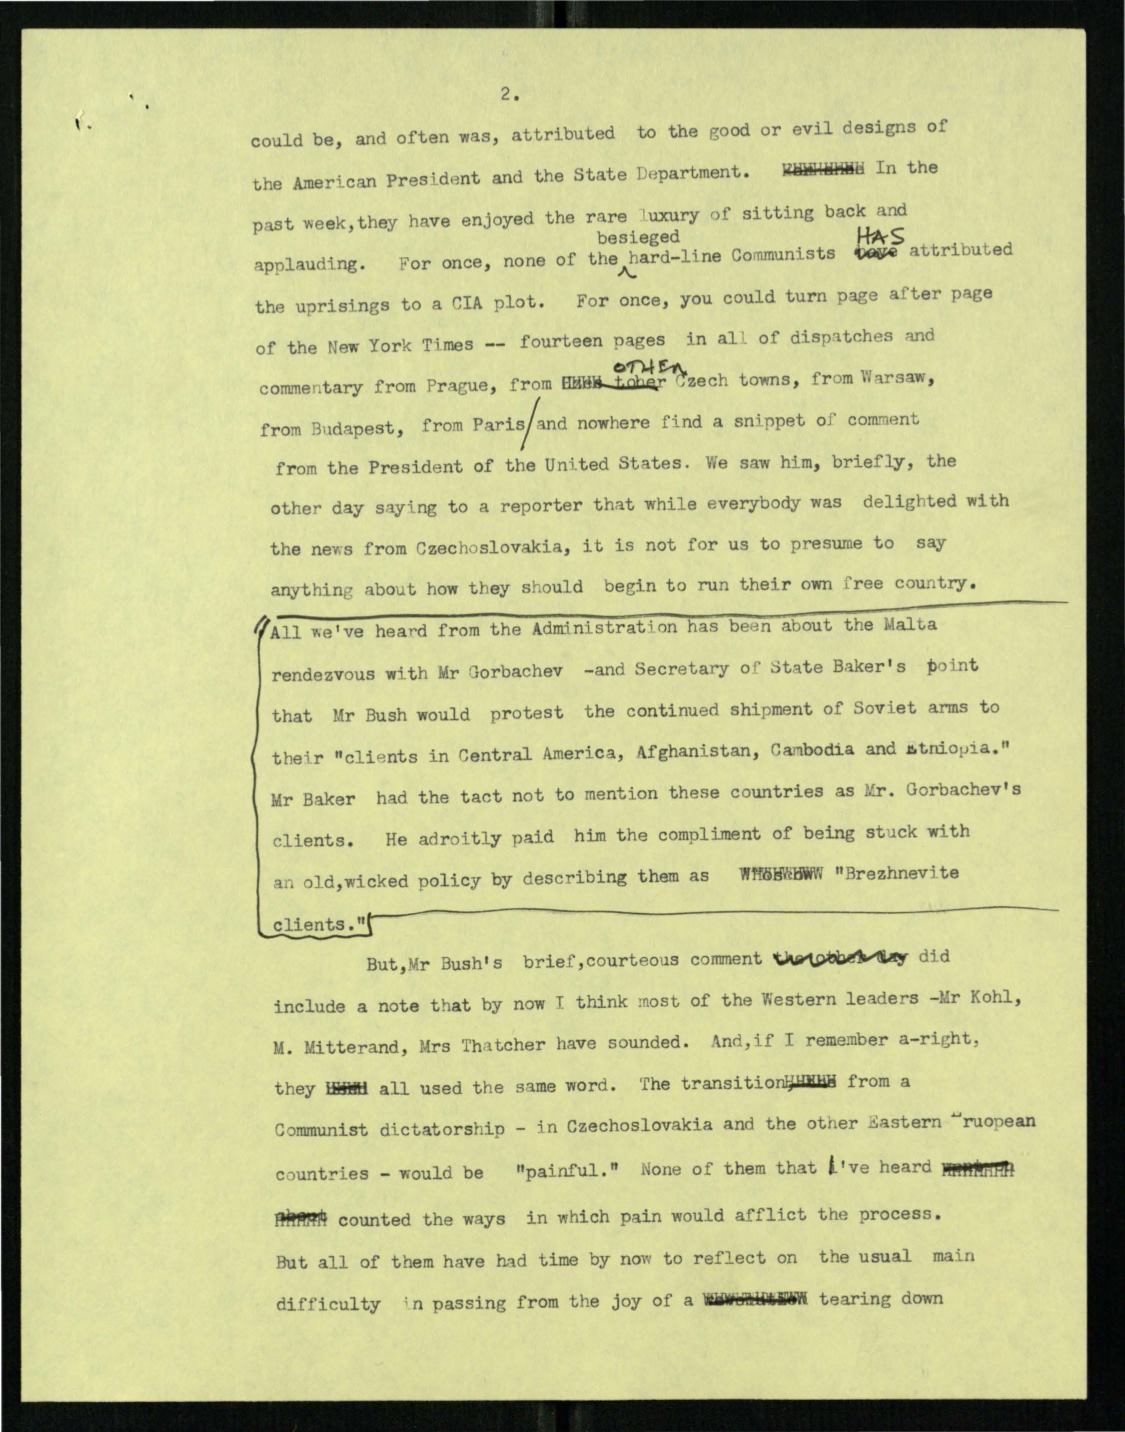 2.
could be, and often was, attributed to the good or evil designs of
the American President and the State Department. In the
past week,they have enjoyed the rare luxury of sitting back and
besieged HAS
applauding. For once, none of the hard-line Communists have attributed
the uprisings to a CIA plot. For once, you could turn page after page
of the New York Times -- fourteen pages in all of dispatches and
OTHER
commentary from Prague, from tober Czech towns, from Warsaw,
from Budapest, from Paris/and nowhere find a snippet of comment
from the President of the United States. We saw him, briefly, the
other day saying to a reporter that while everybody was delighted with
the news from Czechoslovakia, it is not for us to presume to say
anything about how they should begin to run their own free country.
All we've heard from the Administration has been about the Malta
rendezvous with Mr Gorbachev -and Secretary of State Baker's point
that Mr Bush would protest the continued shipment of Soviet arms to
their "clients in Central America, Afghanistan, Cambodia and Etniopia."
Mr Baker had the tact not to mention these countries as Mr. Gorbachev's
clients. He adroitly paid him the compliment of being stuck with
an old,wicked policy by describing them as "Brezhnevite
clients."
But,Mr Bush's brief,courteous comment the other day did
include a note that by now I think most of the Western leaders -Mr Kohl,
M. Mitterand, Mrs Thatcher have sounded. And,if I remember a-right,
they all used the same word. The transition, from a
Communist dictatorship - in Czechoslovakia and the other Eastern ruopean
countries - would be "painful." None of them that I've heard
about counted the ways in which pain would afflict the process.
But all of them have had time by now to reflect on the usual main
difficulty in passing from the joy of a tearing down